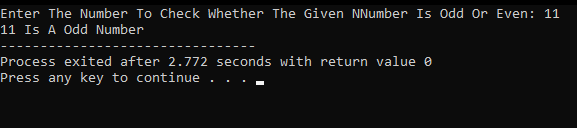 Enter The Number To Check Whether The Given NNumber Is Odd Or Even: 11
11 Is A Odd Number
--------------------------------
Process exited after 2.772 seconds with return value 0
Press any key to continue . . .